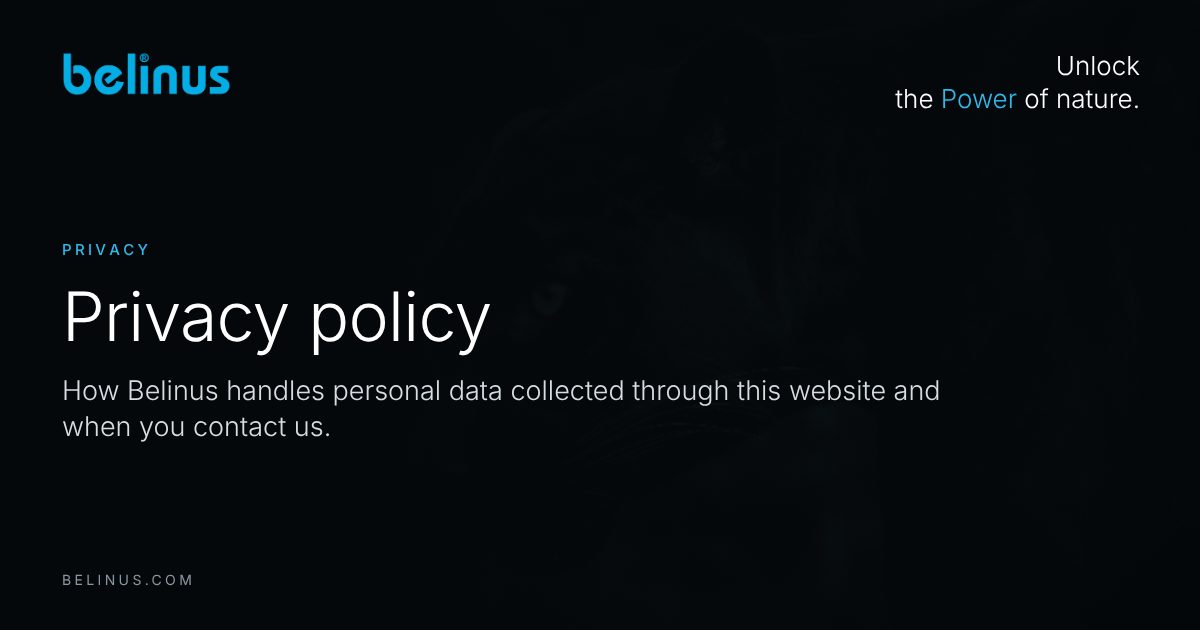 belinus®
Unlock
the Power of nature.
PRIVACY
Privacy policy
How Belinus handles personal data collected through this website and
when you contact us.
BELINUS.COM